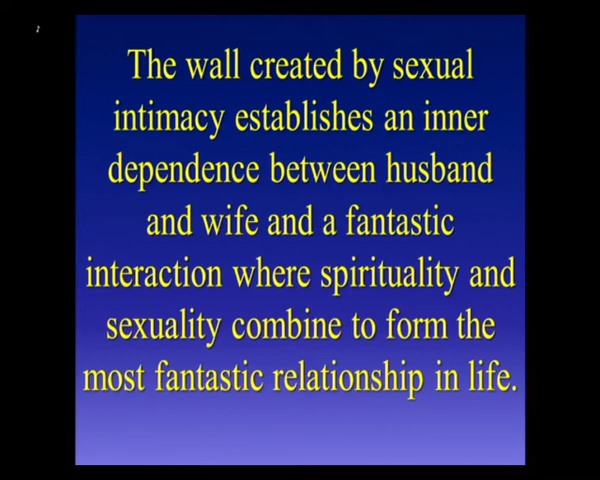 The wall created by sexual
intimacy establishes an inner
dependence between husband
and wife and a fantastic
interaction where spirituality and
sexuality combine to form the
most fantastic relationship in life.